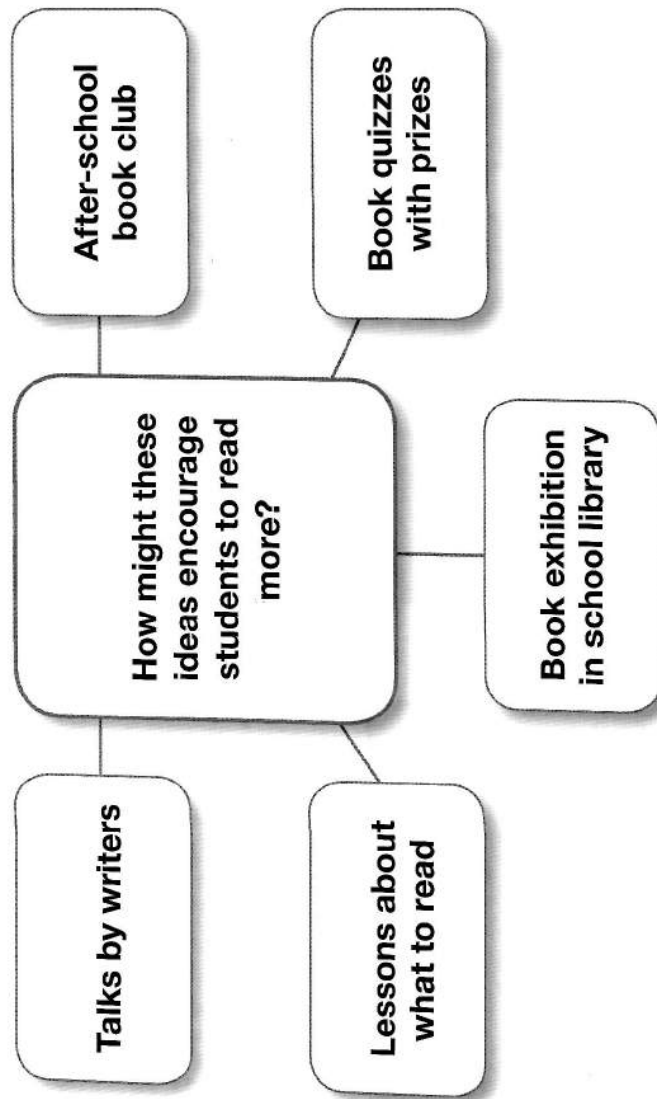 Talks by writers
How might these
ideas encourage
students to read
more?
After-school
book club
Lessons about
what to read
Book exhibition
in school library
Book quizzes
with prizes